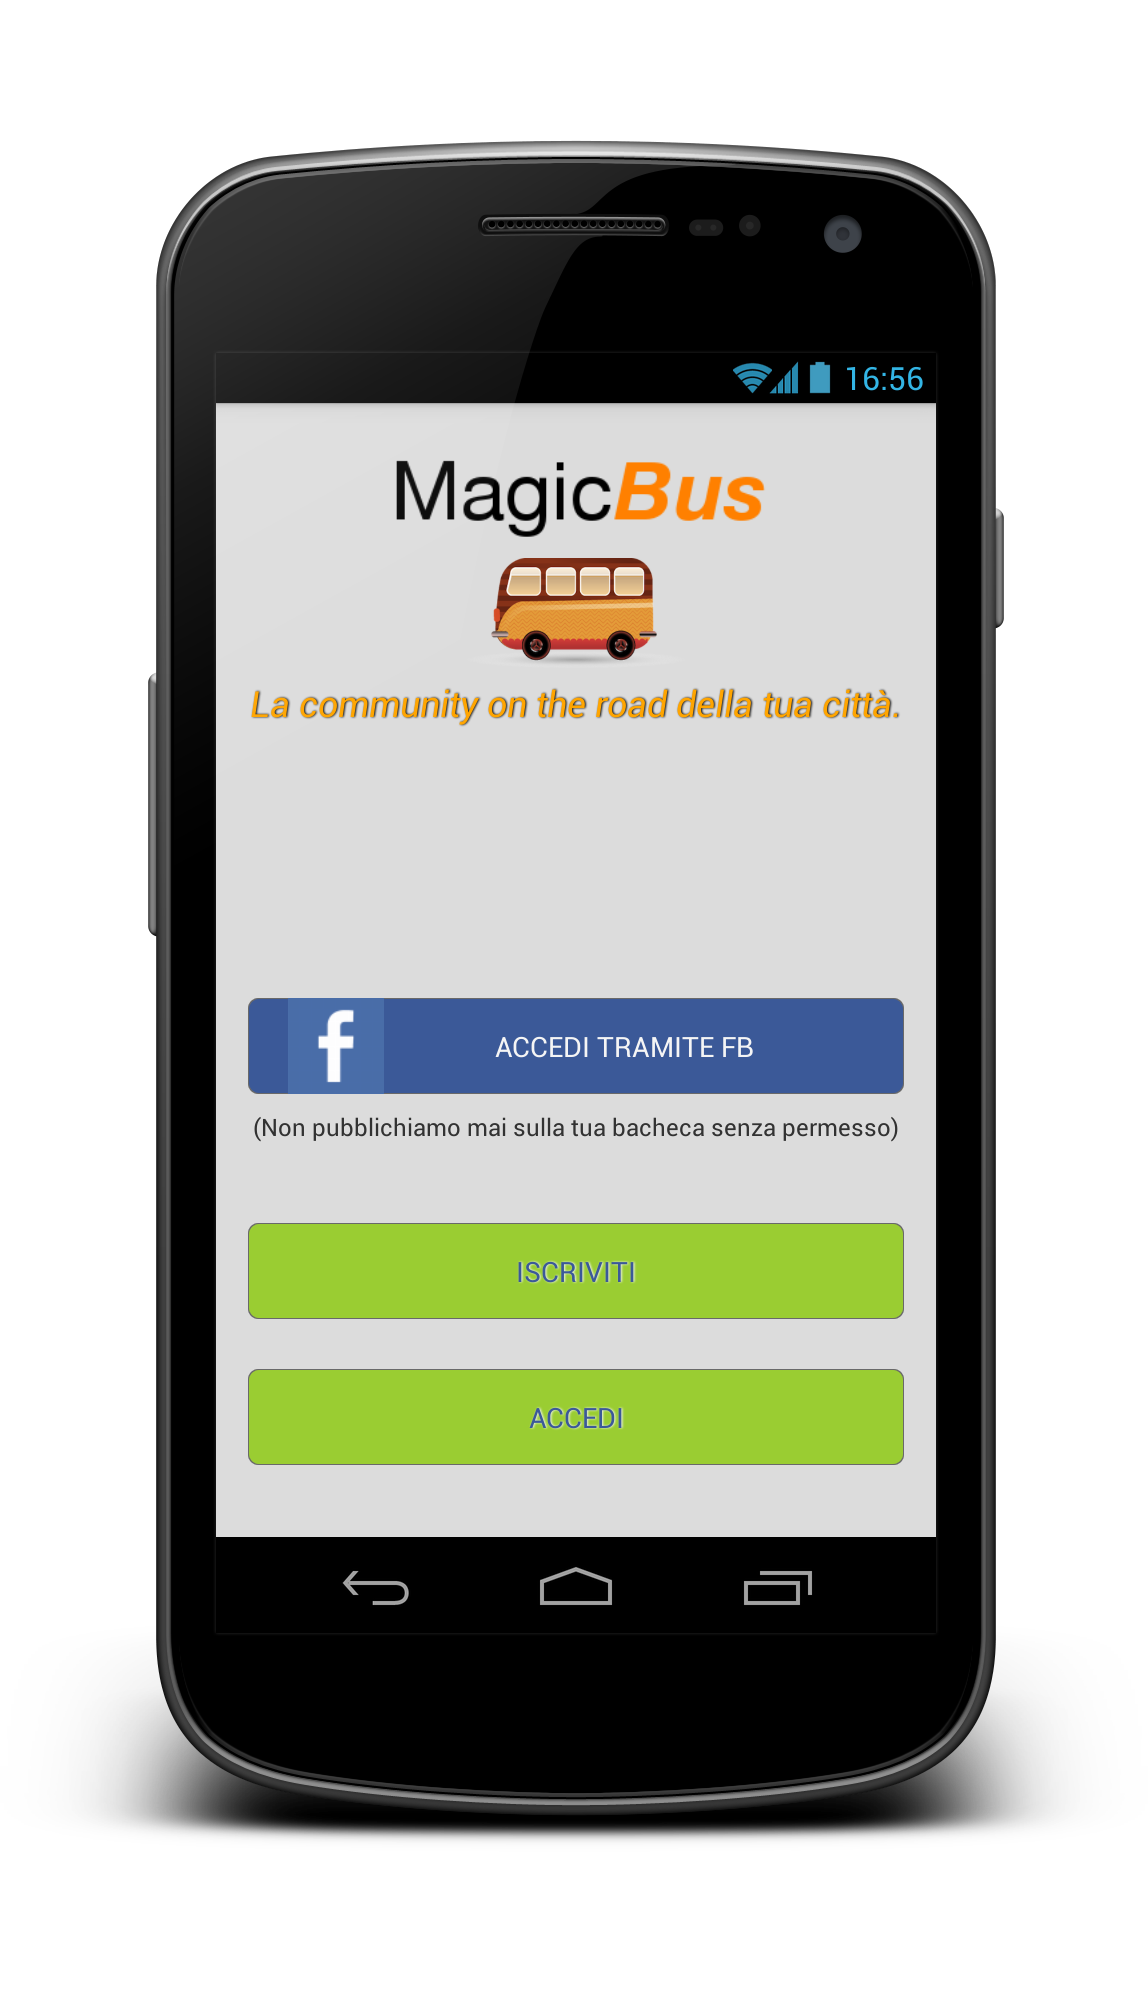 16:56
MagicBus
La community on the road della tua città.
f
ACCEDI TRAMITE FB
(Non pubblichiamo mai sulla tua bacheca senza permesso)
ISCRIVITI
ACCEDI